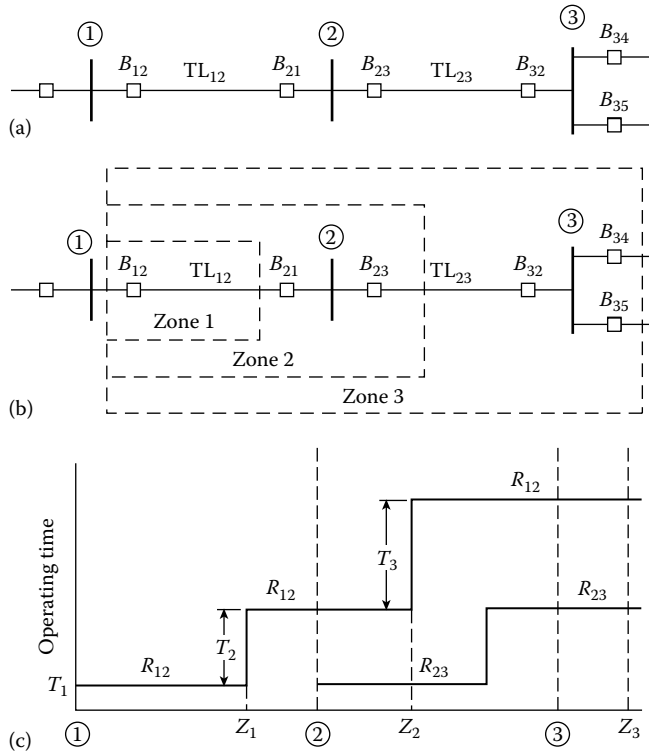 ① ② ③
B₁₂ TL₁₂ B₂₁ B₂₃ TL₂₃ B₃₂ B₃₄
B₃₅
(a)
① ② ③
B₁₂ TL₁₂ B₂₁ B₂₃ TL₂₃ B₃₂ B₃₄
B₃₅
Zone 1
Zone 2
Zone 3
(b)
Operating time
R₁₂
T₃
R₁₂ R₂₃
T₂
T₁ R₁₂ R₂₃
① Z₁ ② Z₂ ③ Z₃
(c)